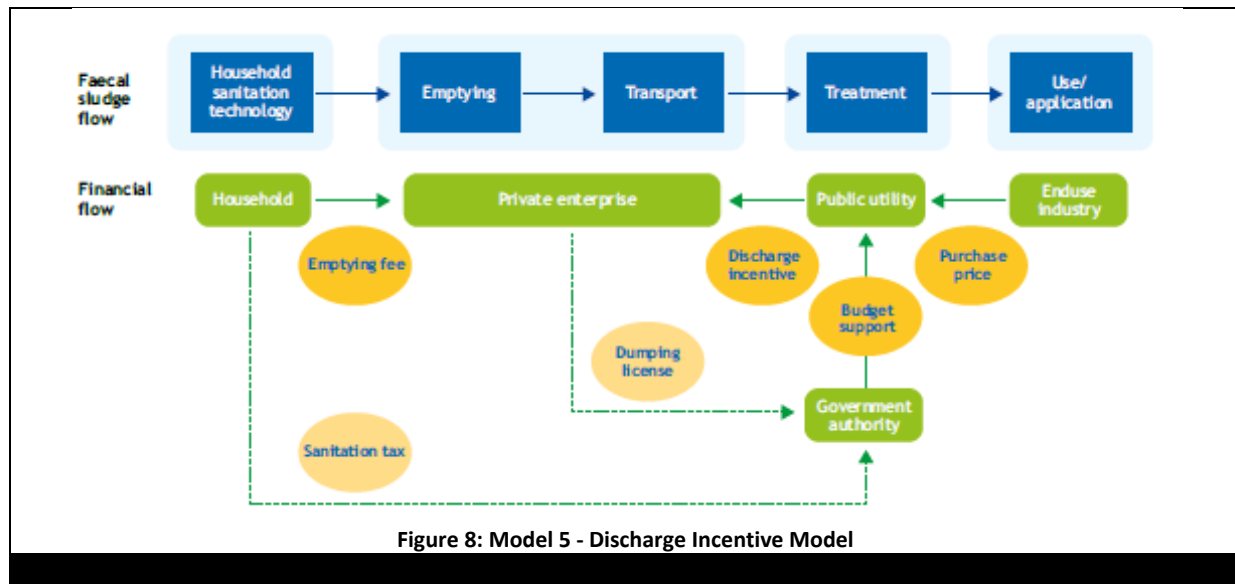 Faecal
sludge
flow
Household
sanitation
technology
Emptying
Transport
Treatment
Use/
application
Financial
flow
Household
Private enterprise
Public utility
Enduse
industry
Emptying fee
Discharge
incentive
Purchase
price
Budget
support
Dumping
license
Government
authority
Sanitation tax
Figure 8: Model 5 - Discharge Incentive Model